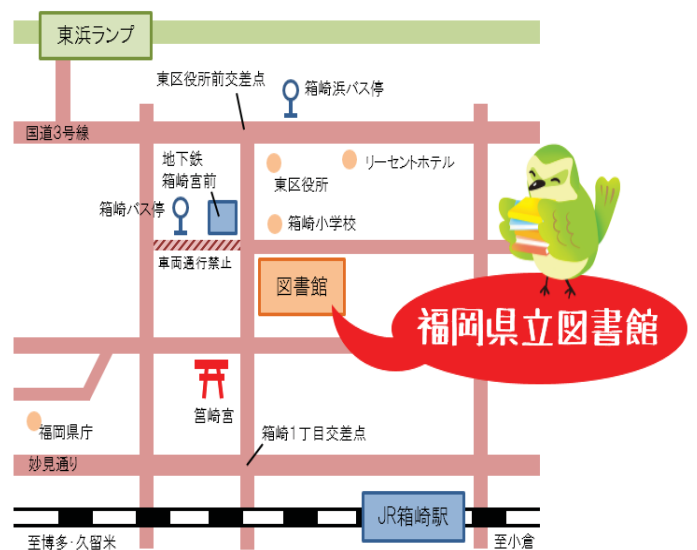 東浜ランプ
東区役所前交差点
箱崎浜バス停
国道3号線
地下鉄
箱崎宮前
リーセントホテル
東区役所
箱崎バス停
箱崎小学校
車両通行禁止
図書館
福岡県立図書館
筥崎宮
福岡県庁
箱崎1丁目交差点
妙見通り
JR箱崎駅
至博多・久留米
至小倉